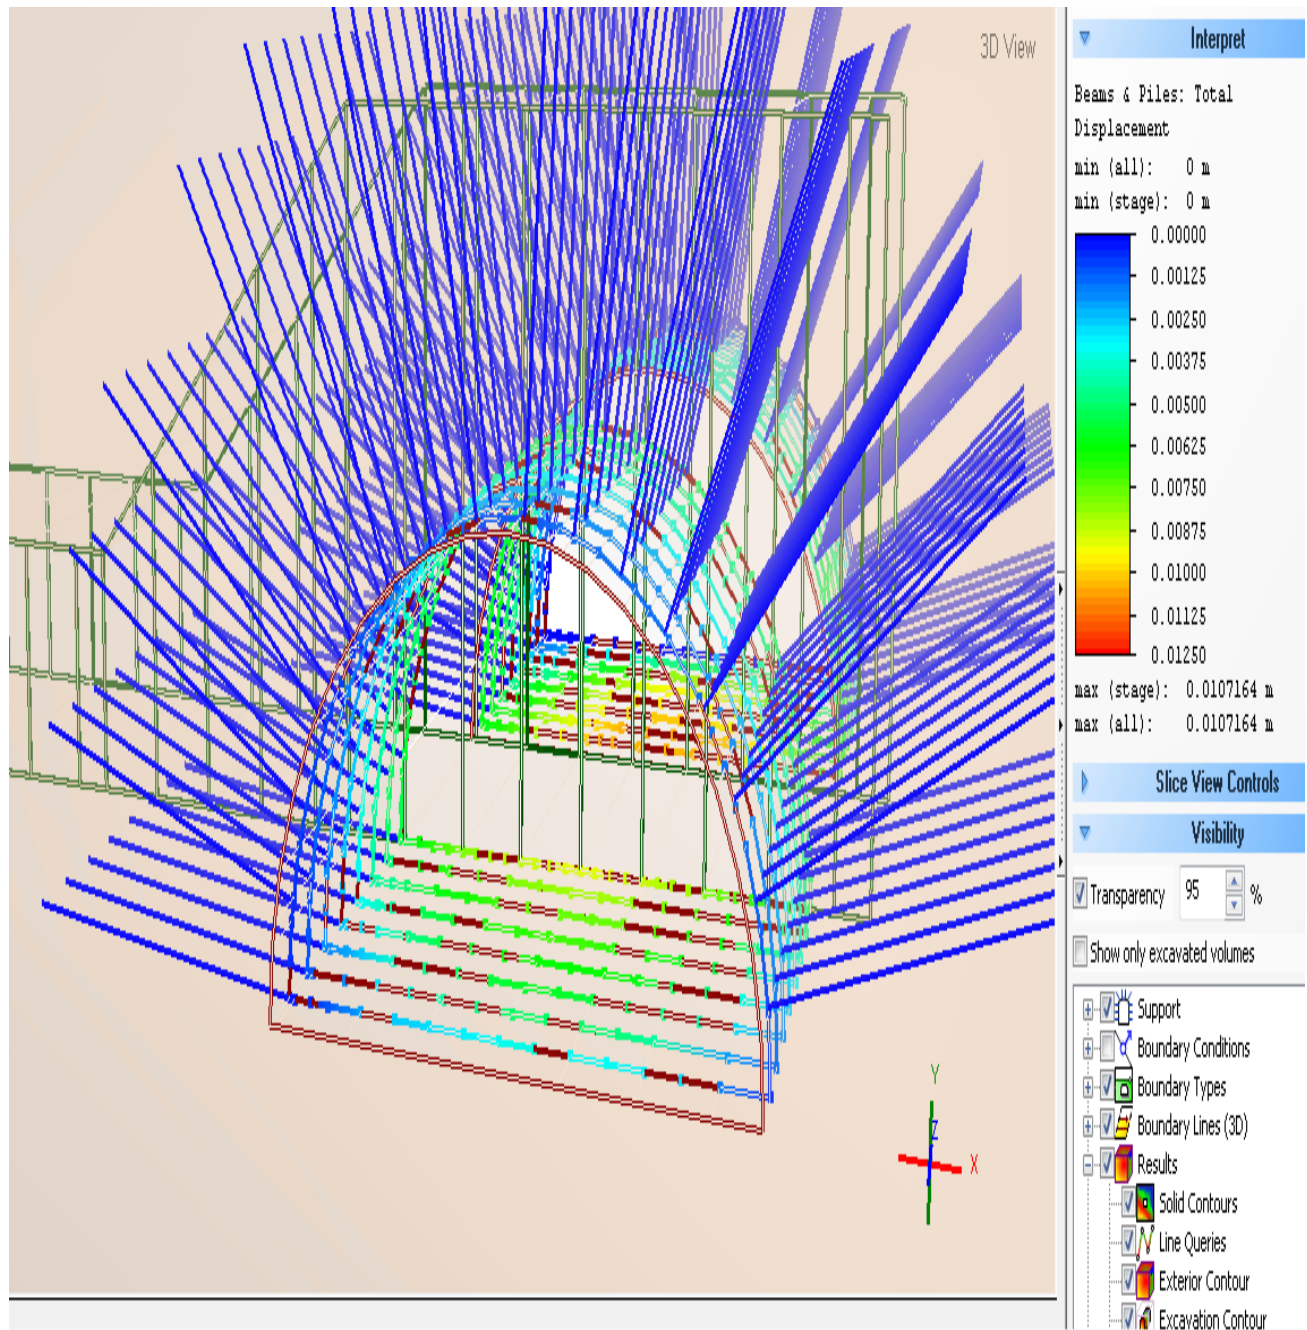 3D View
Interpret
Beams & Piles: Total
Displacement
min (all): 0 m
min (stage): 0 m
0.00000
0.00125
0.00250
0.00375
0.00500
0.00625
0.00750
0.00875
0.01000
0.01125
0.01250
max (stage): 0.0107164 m
max (all): 0.0107164 m
Slice View Controls
Visibility
Transparency 95 %
Show only excavated volumes
Support
Boundary Conditions
Boundary Types
Boundary Lines (3D)
Results
Solid Contours
Line Queries
Exterior Contour
Excavation Contour
Y
Z
X